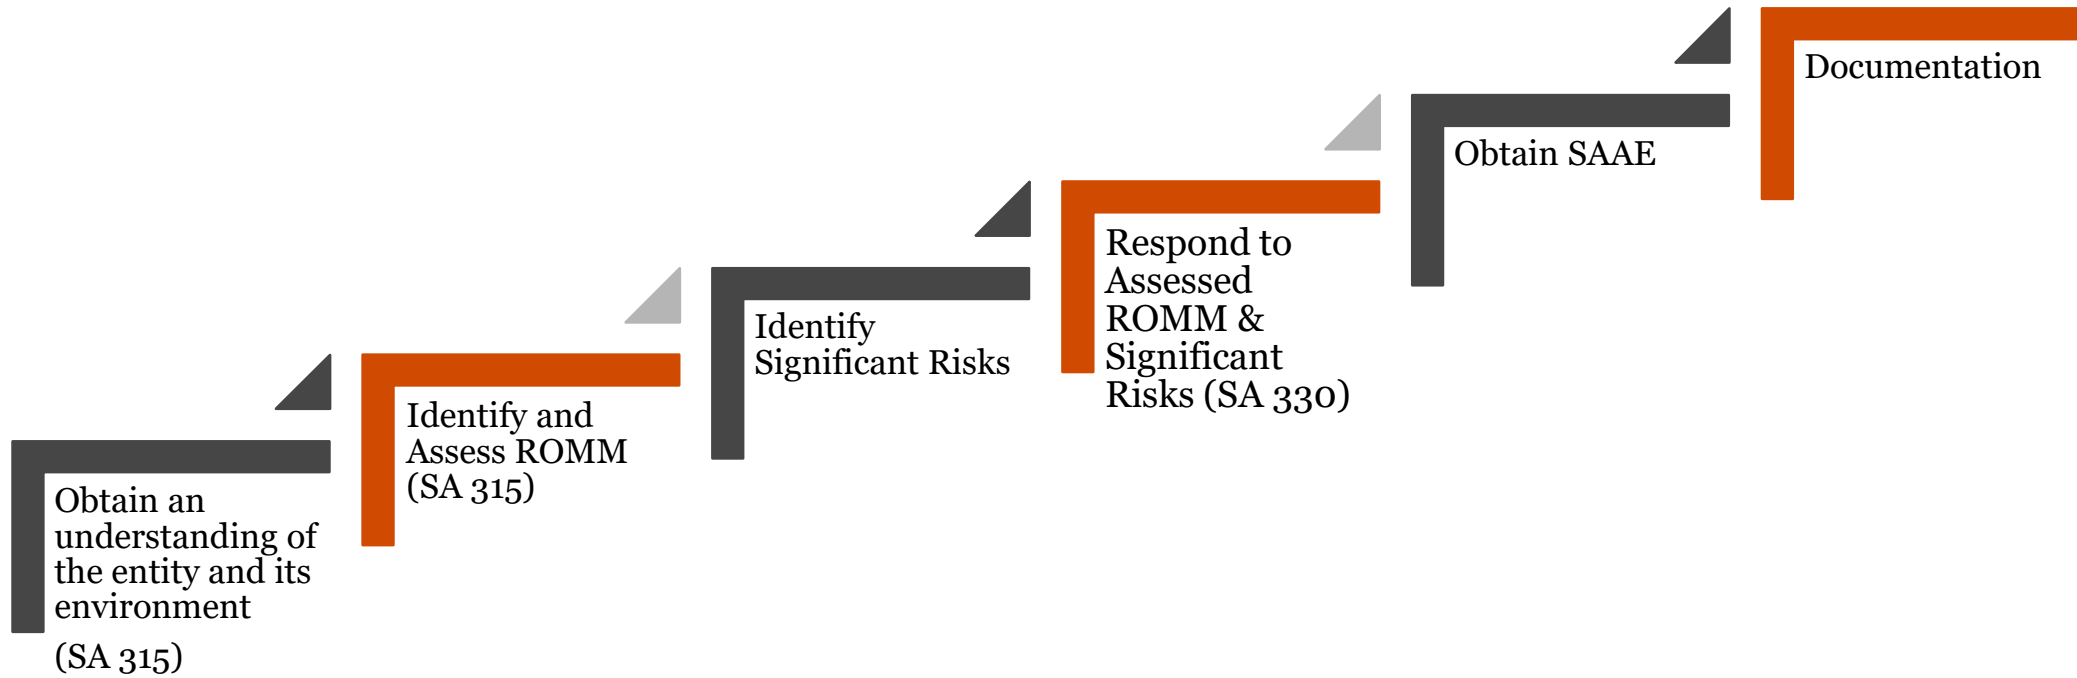 Obtain an
understanding of
the entity and its
environment
(SA 315)
Identify and
Assess ROMM
(SA 315)
Identify
Significant Risks
Respond to
Assessed
ROMM &
Significant
Risks (SA 330)
Obtain SAAE
Documentation